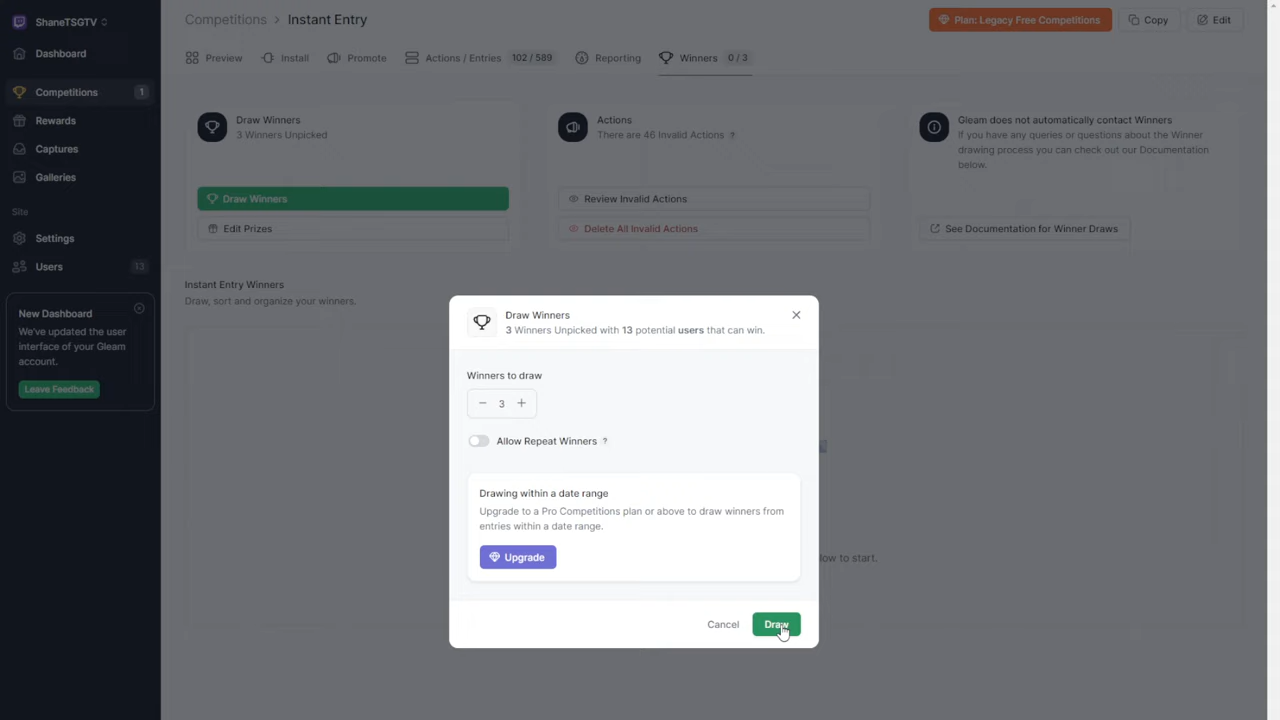 ShaneTSGTV
Competitions > Instant Entry
Plan: Legacy Free Competitions
Copy
Edit
Dashboard
Competitions 1
Rewards
Captures
Galleries
Site
Settings
Users 13
New Dashboard
We've updated the user
interface of your Gleam
account.
Leave Feedback
Preview
Install
Promote
Actions / Entries 102 / 589
Reporting
Winners 0 / 3
Draw Winners
3 Winners Unpicked
Draw Winners
Edit Prizes
Actions
There are 46 Invalid Actions ?
Review Invalid Actions
Delete All Invalid Actions
Gleam does not automatically contact Winners
If you have any queries or questions about the Winner
drawing process you can check out our Documentation
below.
See Documentation for Winner Draws
Instant Entry Winners
Draw, sort and organize your winners.
low to start.
Draw Winners
3 Winners Unpicked with 13 potential users that can win.
Winners to draw
− 3 +
Allow Repeat Winners ?
Drawing within a date range
Upgrade to a Pro Competitions plan or above to draw winners from
entries within a date range.
Upgrade
Cancel
Draw